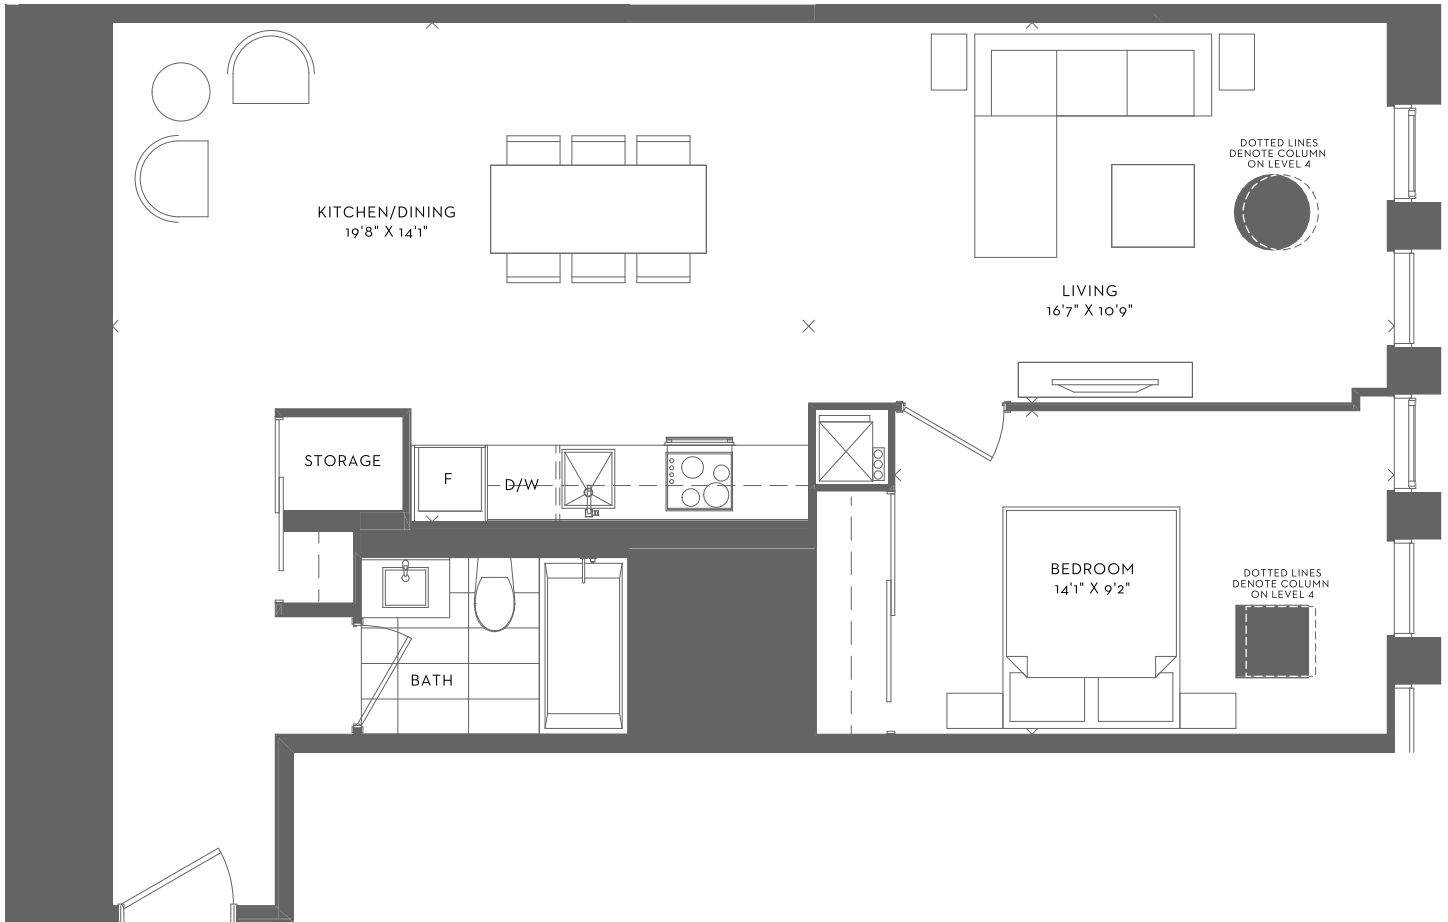 DOTTED LINES
DENOTE COLUMN
ON LEVEL 4
KITCHEN/DINING
19'8" X 14'1"
LIVING
16'7" X 10'9"
STORAGE
F
D/W
BEDROOM
14'1" X 9'2"
DOTTED LINES
DENOTE COLUMN
ON LEVEL 4
BATH